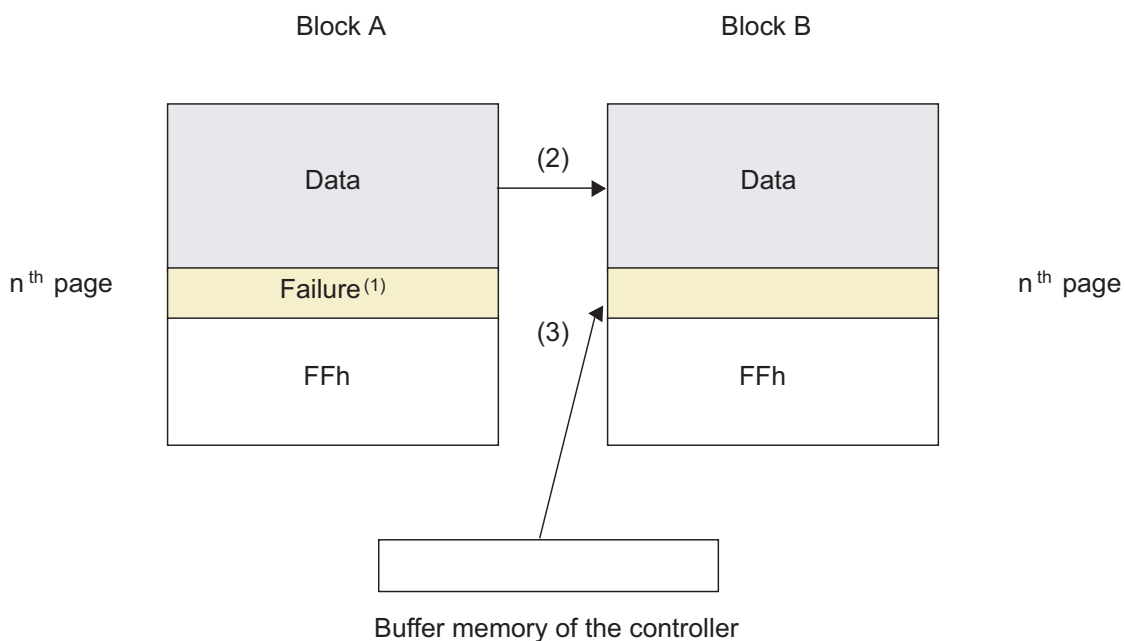 Block A
Block B
(2)
Data
Data
n th page
Failure (1)
n th page
(3)
FFh
FFh
Buffer memory of the controller